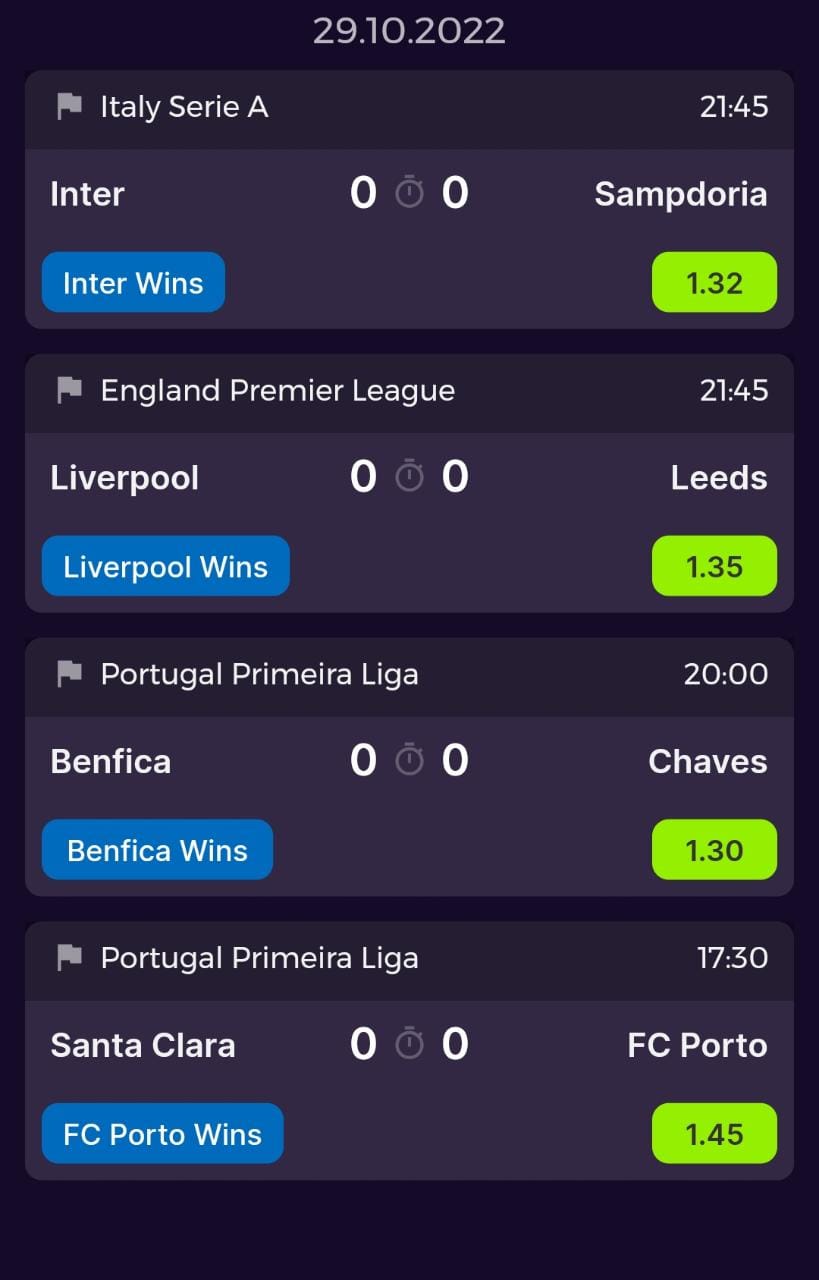 29.10.2022
Italy Serie A 21:45
Inter 0 0 Sampdoria
Inter Wins 1.32
England Premier League 21:45
Liverpool 0 0 Leeds
Liverpool Wins 1.35
Portugal Primeira Liga 20:00
Benfica 0 0 Chaves
Benfica Wins 1.30
Portugal Primeira Liga 17:30
Santa Clara 0 0 FC Porto
FC Porto Wins 1.45